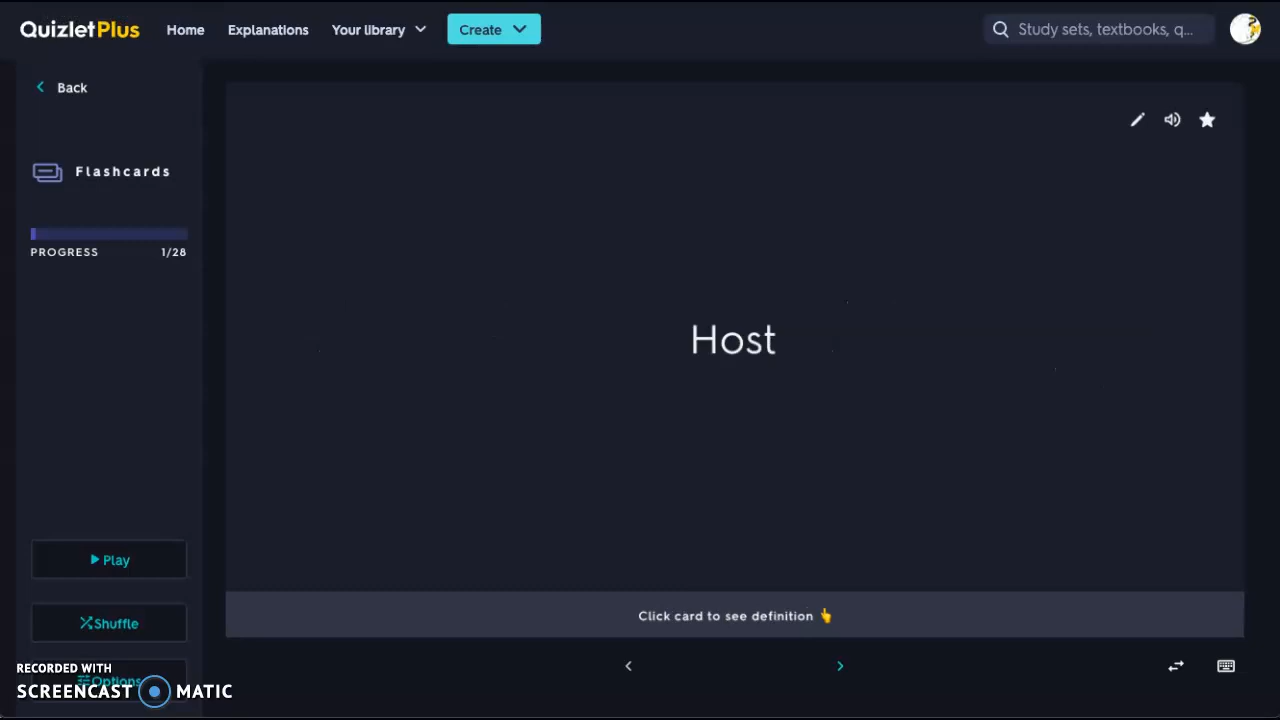 QuizletPlus
Home
Explanations
Your library
Create
Study sets, textbooks, q...
Back
Flashcards
PROGRESS 1/28
Host
Play
Shuffle
Options
Click card to see definition
RECORDED WITH
SCREENCAST MATIC